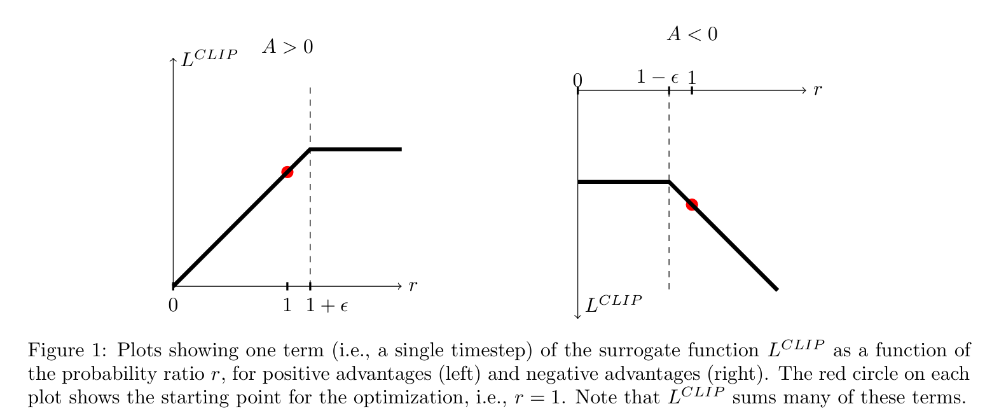 A > 0
L^{CLIP}
r
0
1
1 + ϵ
A < 0
0
1 − ϵ
1
r
L^{CLIP}
Figure 1: Plots showing one term (i.e., a single timestep) of the surrogate function L^{CLIP} as a function of
the probability ratio r, for positive advantages (left) and negative advantages (right). The red circle on each
plot shows the starting point for the optimization, i.e., r = 1. Note that L^{CLIP} sums many of these terms.